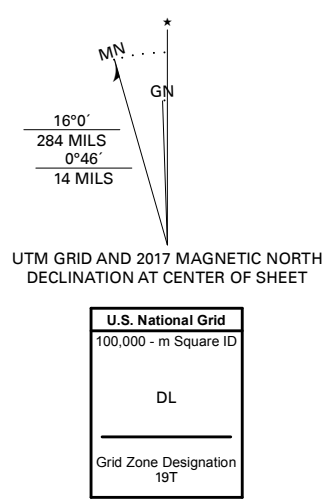 MN
GN
16°0´
284 MILS
0°46´
14 MILS
UTM GRID AND 2017 MAGNETIC NORTH
DECLINATION AT CENTER OF SHEET
U.S. National Grid
100,000 - m Square ID
DL
Grid Zone Designation
19T